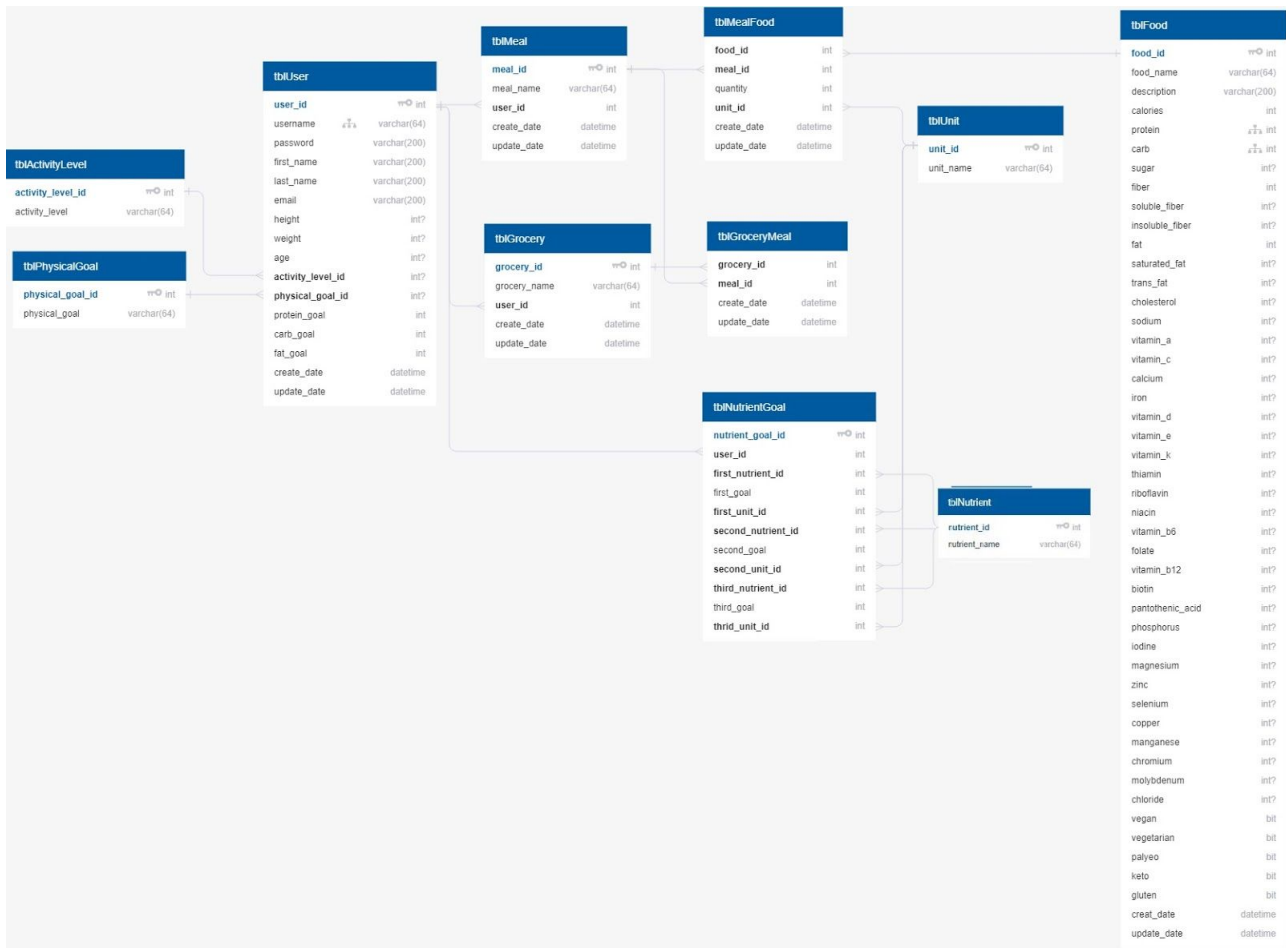 tblActivityLevel
activity_level_id int
activity_level varchar(64)
tblPhysicalGoal
physical_goal_id int
physical_goal varchar(64)
tblUser
user_id int
username varchar(64)
password varchar(200)
first_name varchar(200)
last_name varchar(200)
email varchar(200)
height int?
weight int?
age int?
activity_level_id int?
physical_goal_id int?
protein_goal int
carb_goal int
fat_goal int
create_date datetime
update_date datetime
tblMeal
meal_id int
meal_name varchar(64)
user_id int
create_date datetime
update_date datetime
tblGrocery
grocery_id int
grocery_name varchar(64)
user_id int
create_date datetime
update_date datetime
tblMealFood
food_id int
meal_id int
quantity int
unit_id int
create_date datetime
update_date datetime
tblGroceryMeal
grocery_id int
meal_id int
create_date datetime
update_date datetime
tblNutrientGoal
nutrient_goal_id int
user_id int
first_nutrient_id int
first_goal int
first_unit_id int
second_nutrient_id int
second_goal int
second_unit_id int
third_nutrient_id int
third_goal int
thrid_unit_id int
tblUnit
unit_id int
unit_name varchar(64)
tblNutrient
rutrient_id int
rutrient_name varchar(64)
tblFood
food_id int
food_name varchar(64)
description varchar(200)
calories int
protein int
carb int
sugar int?
fiber int
soluble_fiber int?
insoluble_fiber int?
fat int
saturated_fat int?
trans_fat int?
cholesterol int?
sodium int?
vitamin_a int?
vitamin_c int?
calcium int?
iron int?
vitamin_d int?
vitamin_e int?
vitamin_k int?
thiamin int?
riboflavin int?
niacin int?
vitamin_b6 int?
folate int?
vitamin_b12 int?
biotin int?
pantothenic_acid int?
phosphorus int?
iodine int?
magnesium int?
zinc int?
selenium int?
copper int?
manganese int?
chromium int?
molybdenum int?
chloride int?
vegan bit
vegetarian bit
palyeo bit
keto bit
gluten bit
creat_date datetime
update_date datetime